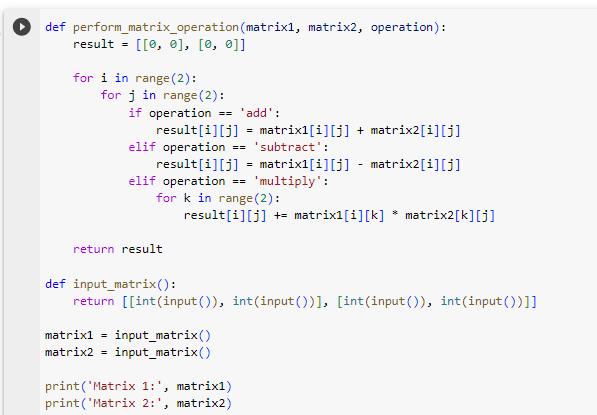 def perform_matrix_operation(matrix1, matrix2, operation):
    result = [[0, 0], [0, 0]]

    for i in range(2):
        for j in range(2):
            if operation == 'add':
                result[i][j] = matrix1[i][j] + matrix2[i][j]
            elif operation == 'subtract':
                result[i][j] = matrix1[i][j] - matrix2[i][j]
            elif operation == 'multiply':
                for k in range(2):
                    result[i][j] += matrix1[i][k] * matrix2[k][j]

    return result

def input_matrix():
    return [[int(input()), int(input())], [int(input()), int(input())]]

matrix1 = input_matrix()
matrix2 = input_matrix()

print('Matrix 1:', matrix1)
print('Matrix 2:', matrix2)